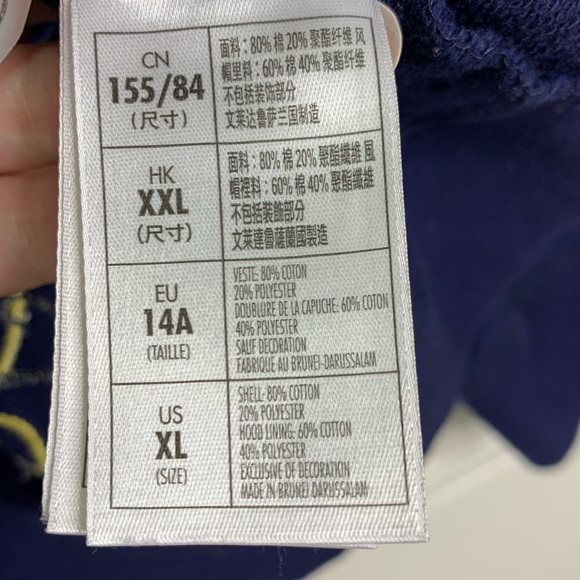 CN
155/84
(尺寸)
面料：80% 棉 20% 聚酯纤维 风
帽里料：60% 棉 40% 聚酯纤维
不包括装饰部分
文莱达鲁萨兰国制造
HK
XXL
(尺寸)
面料：80% 棉 20% 聚酯纖維 風
帽裡料：60% 棉 40% 聚酯纖維
不包括裝飾部分
文萊達魯薩蘭國製造
EU
14A
(TAILLE)
VESTE: 80% COTON
20% POLYESTER
DOUBLURE DE LA CAPUCHE: 60% COTON
40% POLYESTER
SAUF DECORATION
FABRIQUE AU BRUNEI-DARUSSALAM
US
XL
(SIZE)
SHELL: 80% COTTON
20% POLYESTER
HOOD LINING: 60% COTTON
40% POLYESTER
EXCLUSIVE OF DECORATION
MADE IN BRUNEI DARUSSALAM